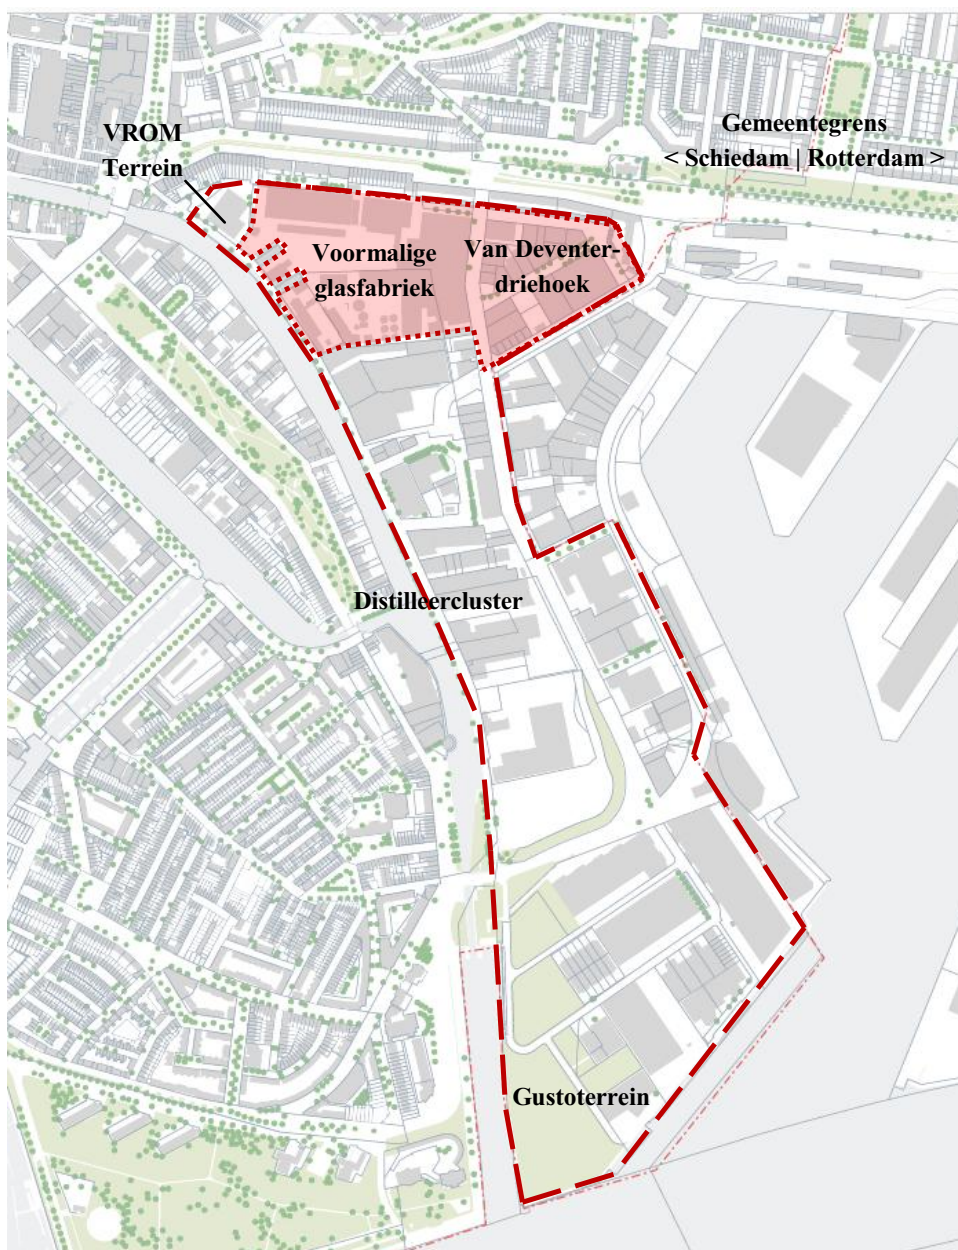 VROM
Terrein
Gemeentegrens
< Schiedam | Rotterdam >
Voormalige
glasfabriek
Van Deventer-
driehoek
Distilleercluster
Gustoterrein